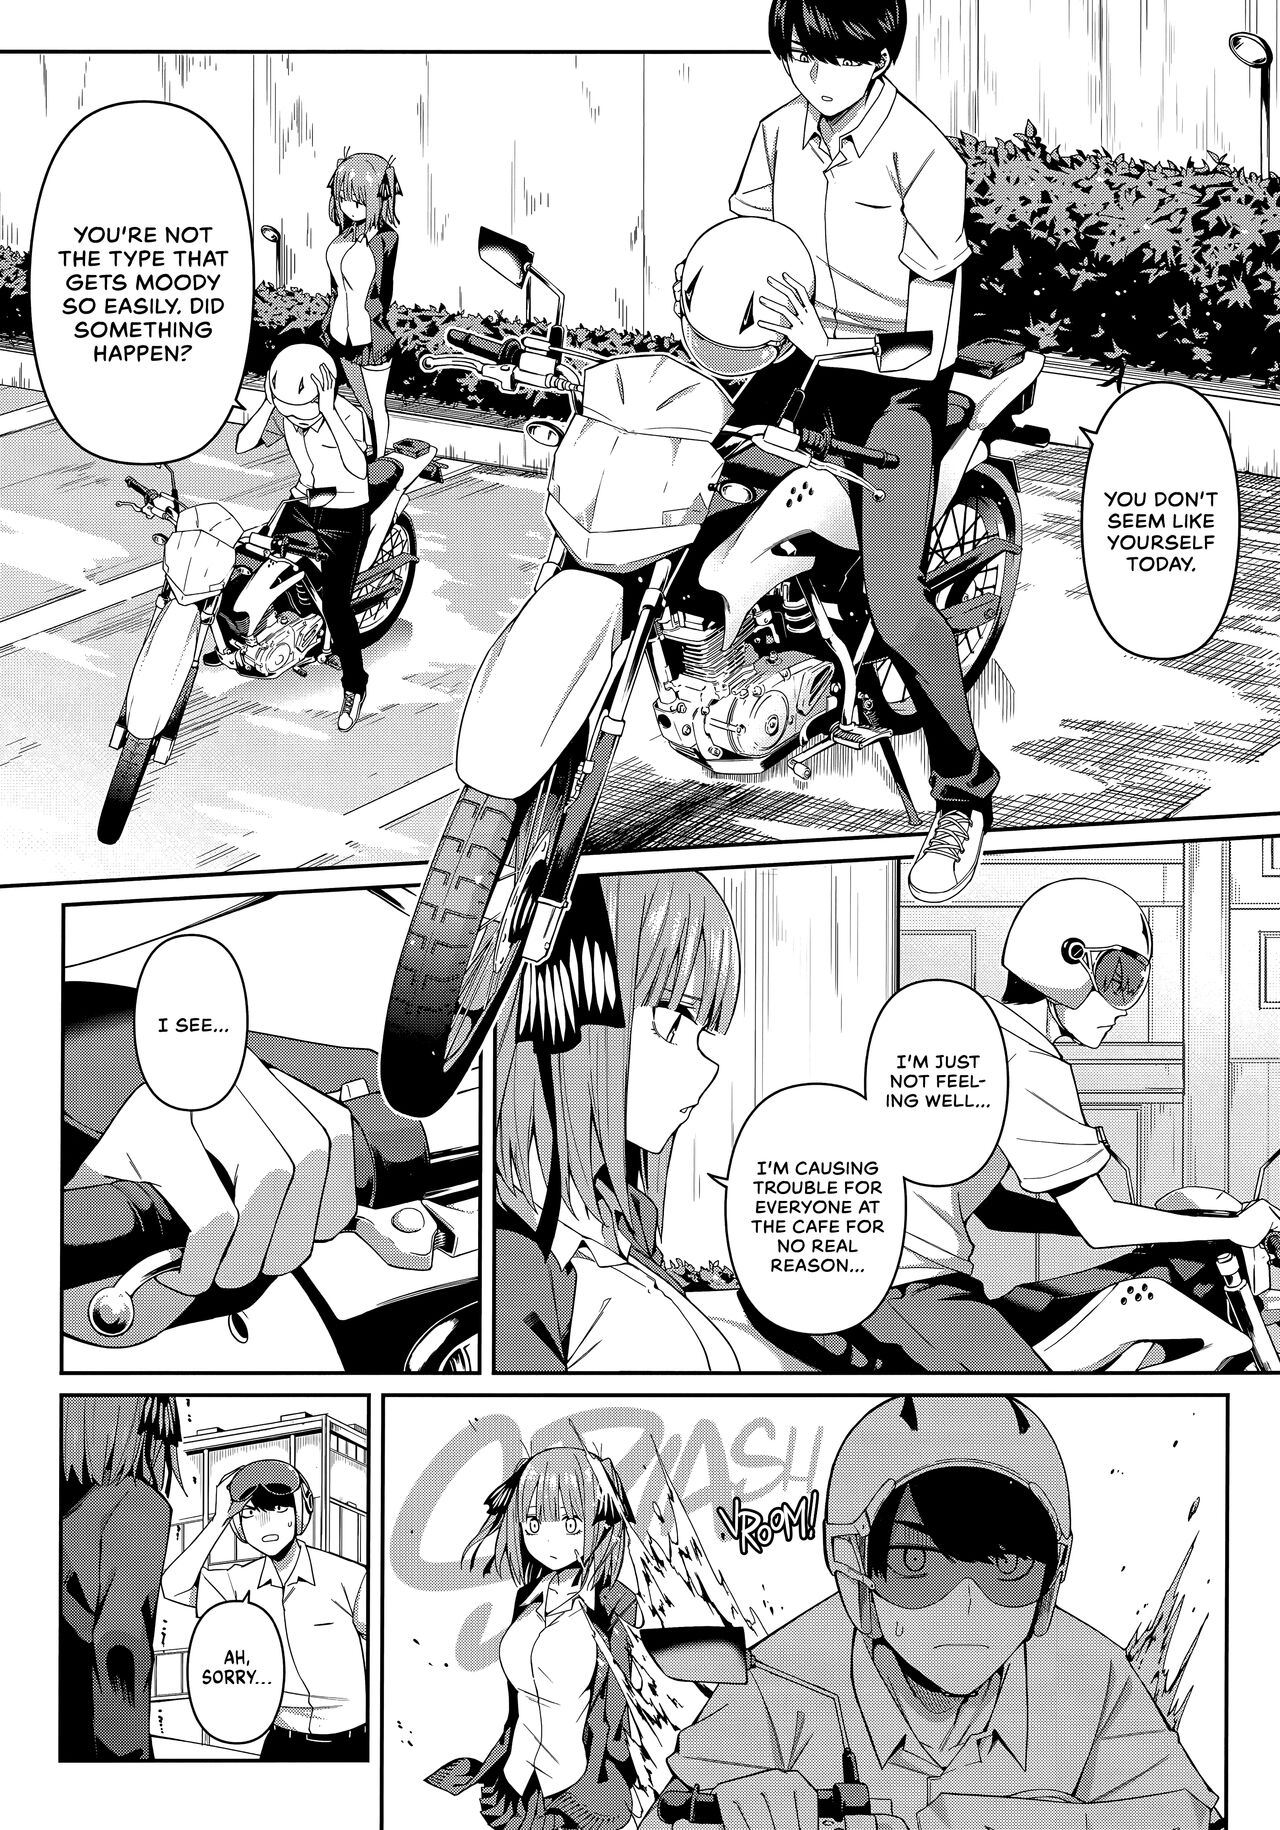 YOU DON'T
SEEM LIKE
YOURSELF
TODAY.
YOU'RE NOT
THE TYPE THAT
GETS MOODY
SO EASILY. DID
SOMETHING
HAPPEN?
I'M JUST
NOT FEEL-
ING WELL...
I'M CAUSING
TROUBLE FOR
EVERYONE AT
THE CAFE FOR
NO REAL
REASON...
I SEE...
VROOM!
SPLASH
AH,
SORRY...